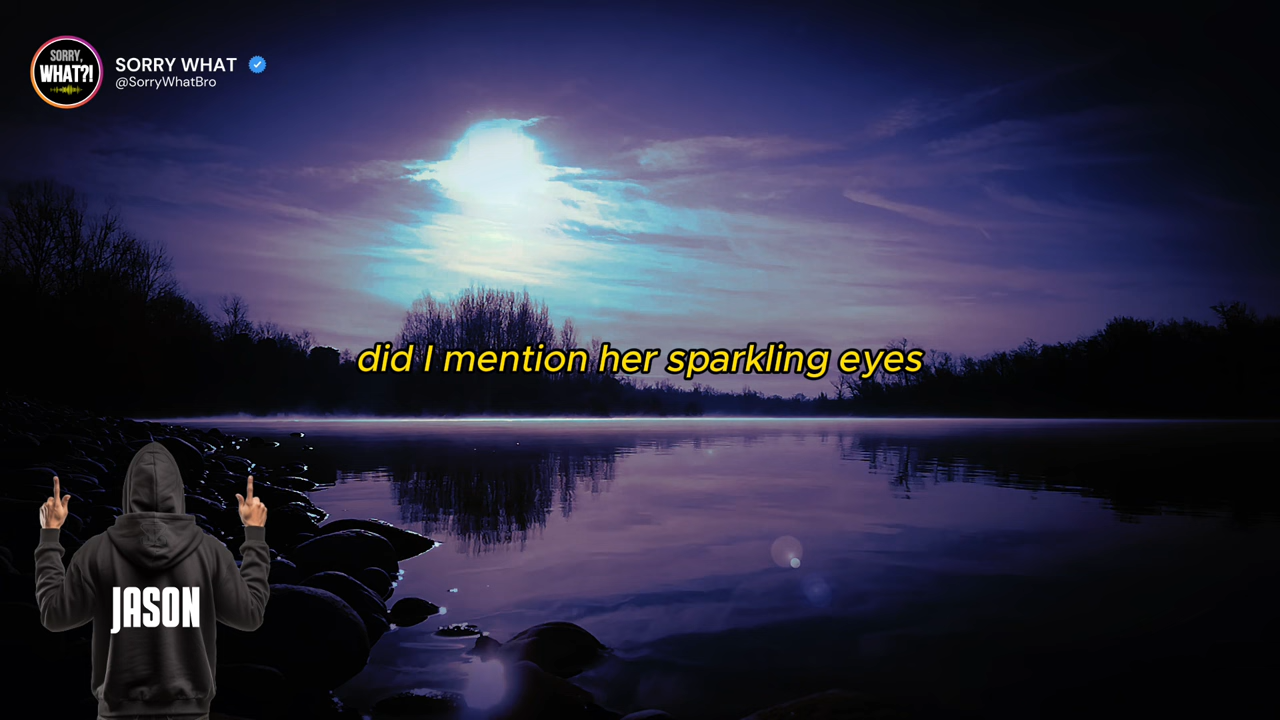 SORRY,
WHAT?!
SORRY WHAT
@SorryWhatBro
did I mention her sparkling eyes
JASON